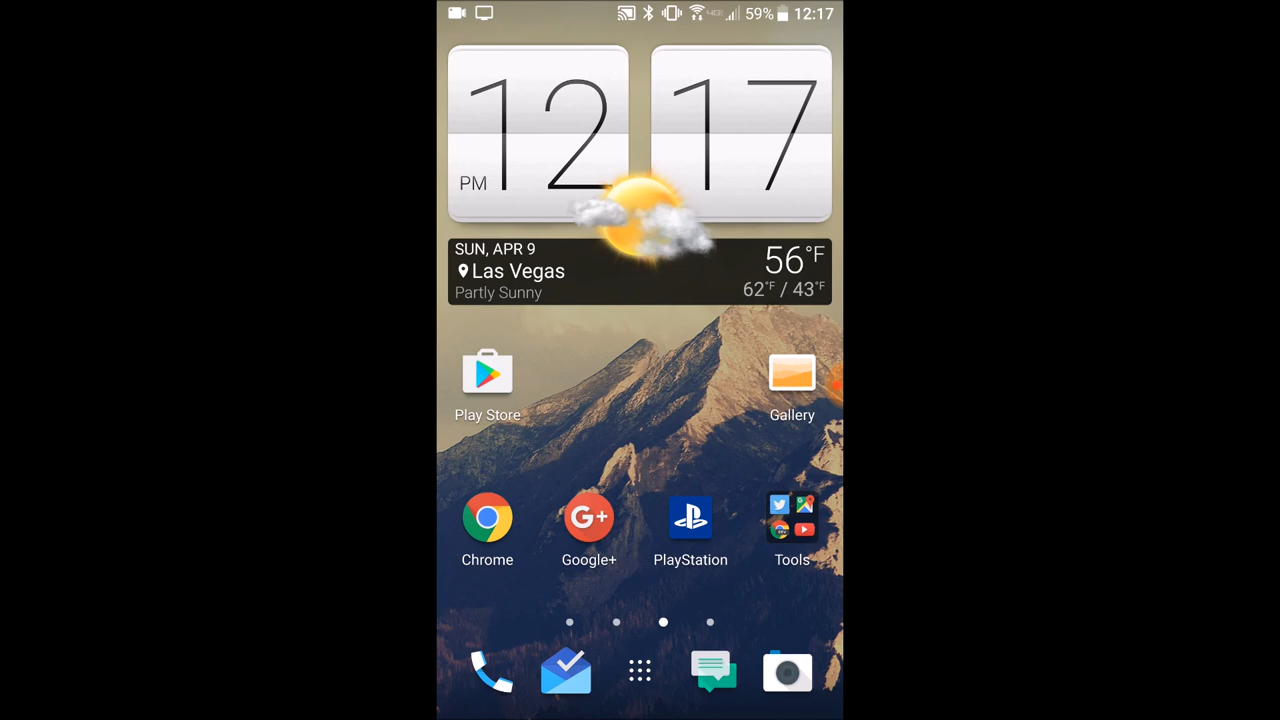 59% 12:17
12 17
PM
SUN, APR 9
Las Vegas
Partly Sunny
56°F
62°F / 43°F
Play Store
Gallery
G+
Chrome
Google+
PlayStation
Tools